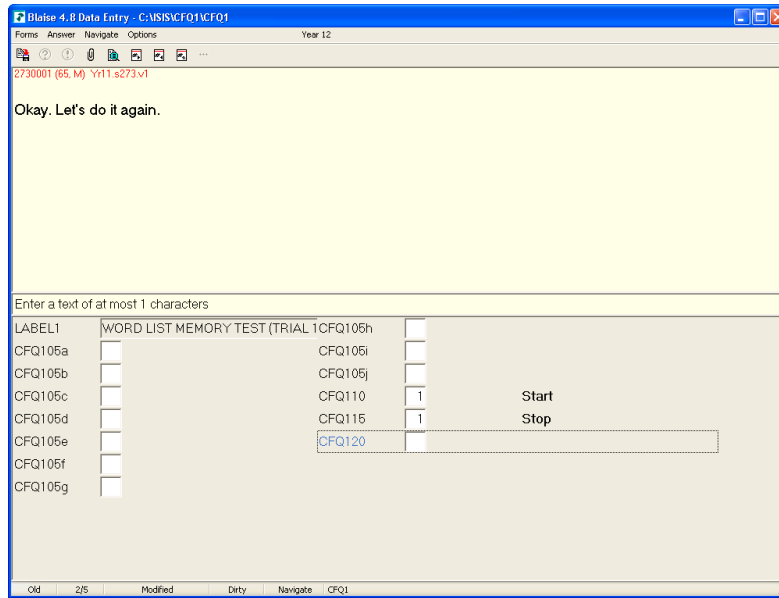 Blaise 4.8 Data Entry - C:\ISIS\CFQ1\CFQ1
Forms Answer Navigate Options Year 12
2730001 (65, M) Yr11.s273.v1
Okay. Let's do it again.
Enter a text of at most 1 characters
LABEL1 WORD LIST MEMORY TEST (TRIAL 1 CFQ105h
CFQ105a CFQ105i
CFQ105b CFQ105j
CFQ105c CFQ110 1 Start
CFQ105d CFQ115 1 Stop
CFQ105e CFQ120
CFQ105f
CFQ105g
Old 2/5 Modified Dirty Navigate CFQ1